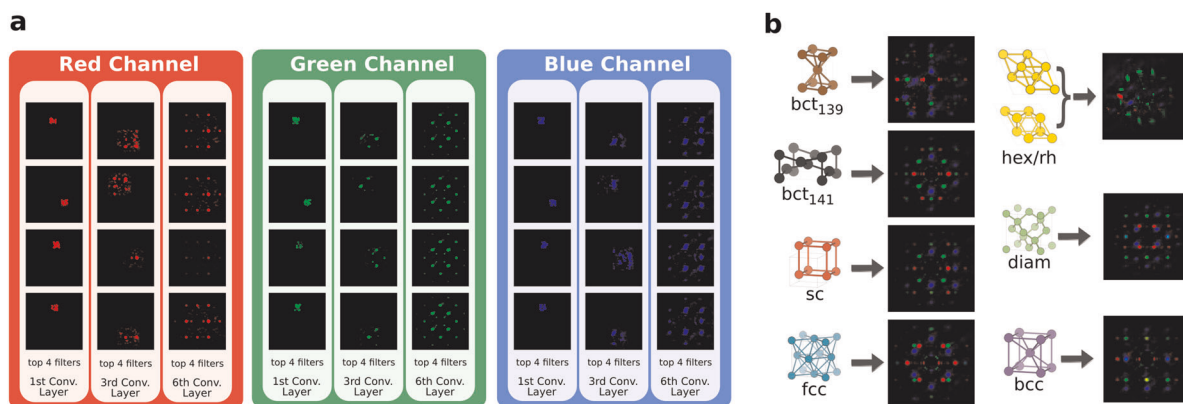 a
Red Channel
top 4 filters
1st Conv.
Layer
top 4 filters
3rd Conv.
Layer
top 4 filters
6th Conv.
Layer
Green Channel
top 4 filters
1st Conv.
Layer
top 4 filters
3rd Conv.
Layer
top 4 filters
6th Conv.
Layer
Blue Channel
top 4 filters
1st Conv.
Layer
top 4 filters
3rd Conv.
Layer
top 4 filters
6th Conv.
Layer
b
bct139
bct141
sc
fcc
hex/rh
diam
bcc